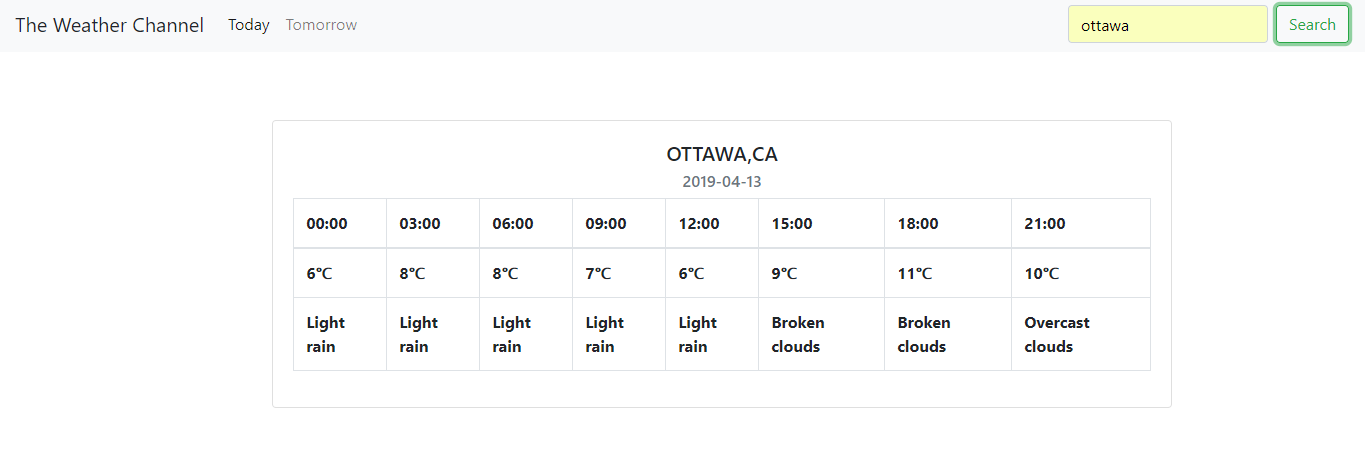 The Weather Channel Today Tomorrow ottawa Search
OTTAWA,CA
2019-04-13
00:00 03:00 06:00 09:00 12:00 15:00 18:00 21:00
6℃ 8℃ 8℃ 7℃ 6℃ 9℃ 11℃ 10℃
Light Light Light Light Light Broken Broken Overcast
rain rain rain rain rain clouds clouds clouds